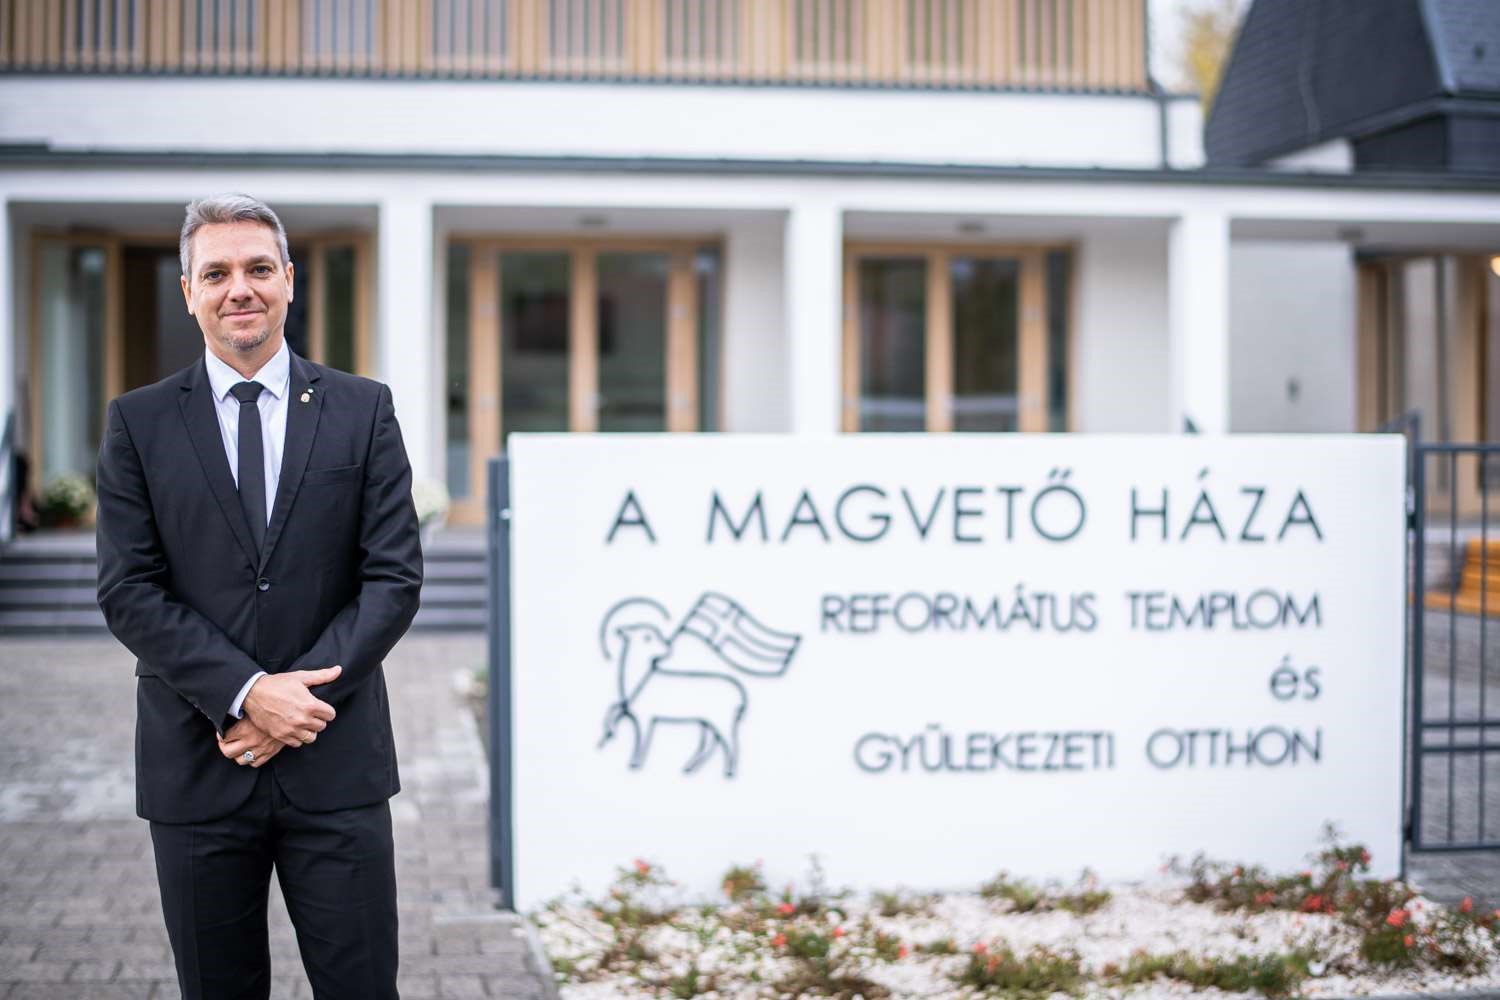 A MAGVETŐ HÁZA
REFORMÁTUS TEMPLOM
és
GYÜLEKEZETI OTTHON